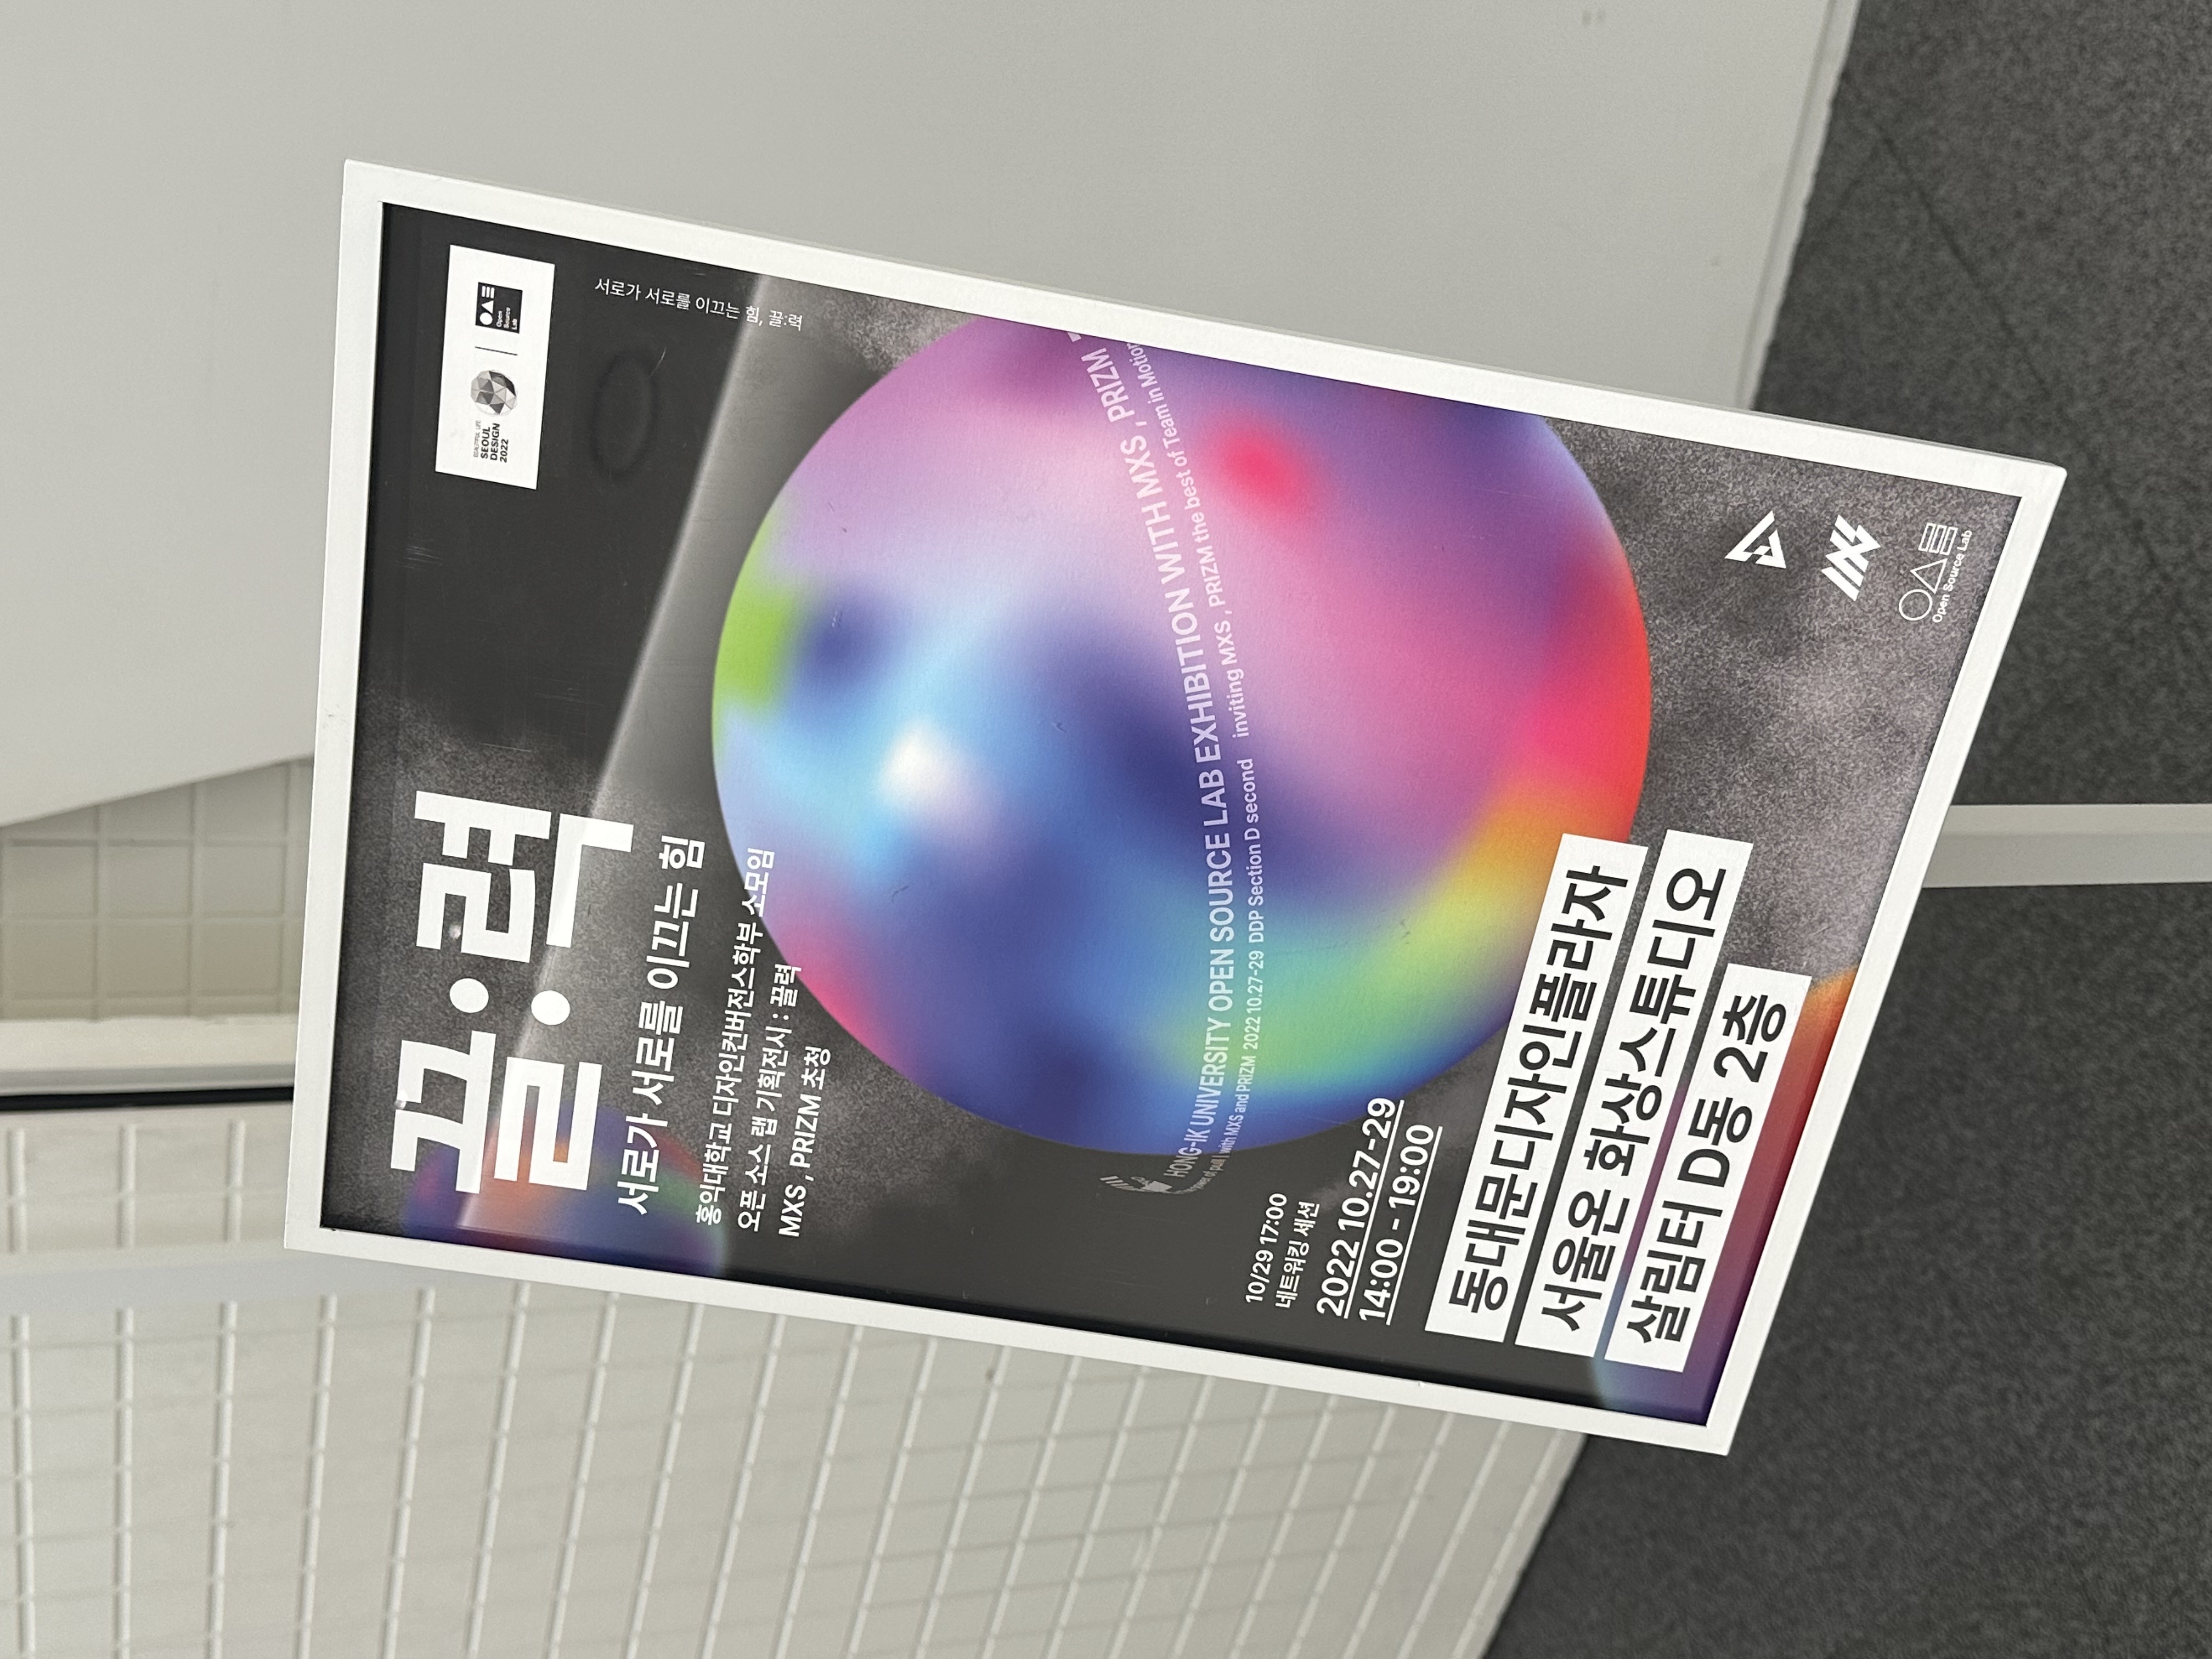 끌:력
서로가 서로를 이끄는 힘
홍익대학교 디자인컨버전스학부 소모임
오픈 소스 랩 기획전시 : 끌력
MXS , PRIZM 초청
BEAUTIFUL LIFE
SEOUL
DESIGN
2022
Open
Source
Lab
서로가 서로를 이끄는 힘, 끌:력
HONG-IK UNIVERSITY OPEN SOURCE LAB EXHIBITION WITH MXS , PRIZM
power of pull | with MXS and PRIZM 2022 10.27-29 DDP Section D second inviting MXS , PRIZM the best of Team in Motion
10/29 17:00
네트워킹 세션
2022 10.27-29
14:00 - 19:00
동대문디자인플라자
서울온 화상스튜디오
살림터 D동 2층
MXS
Open Source Lab